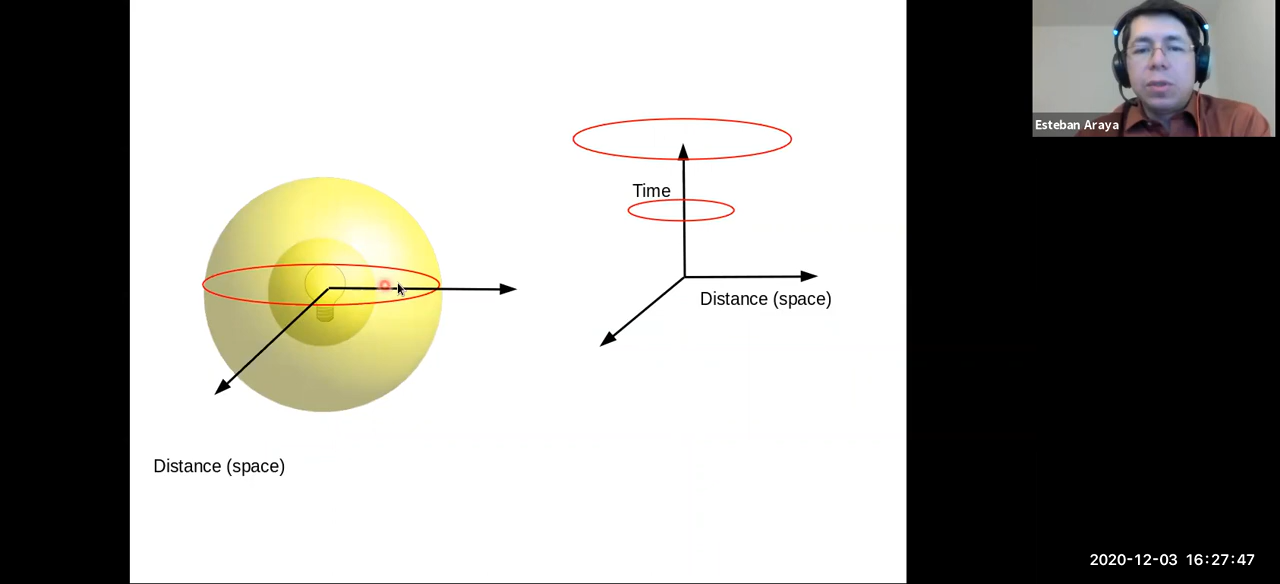 Time
Distance (space)
Distance (space)
Esteban Araya
2020-12-03 16:27:47